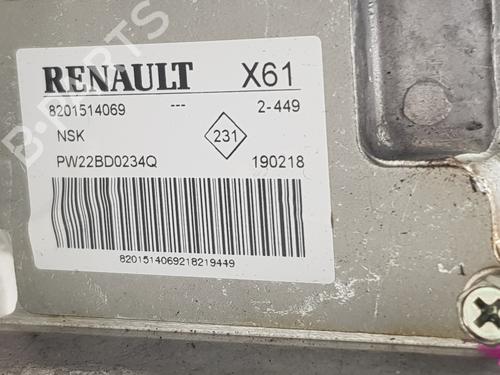 B-PARTS
RENAULT X61
8201514069 --- 2-449
NSK 231
PW22BD0234Q 190218
8201514069218219449